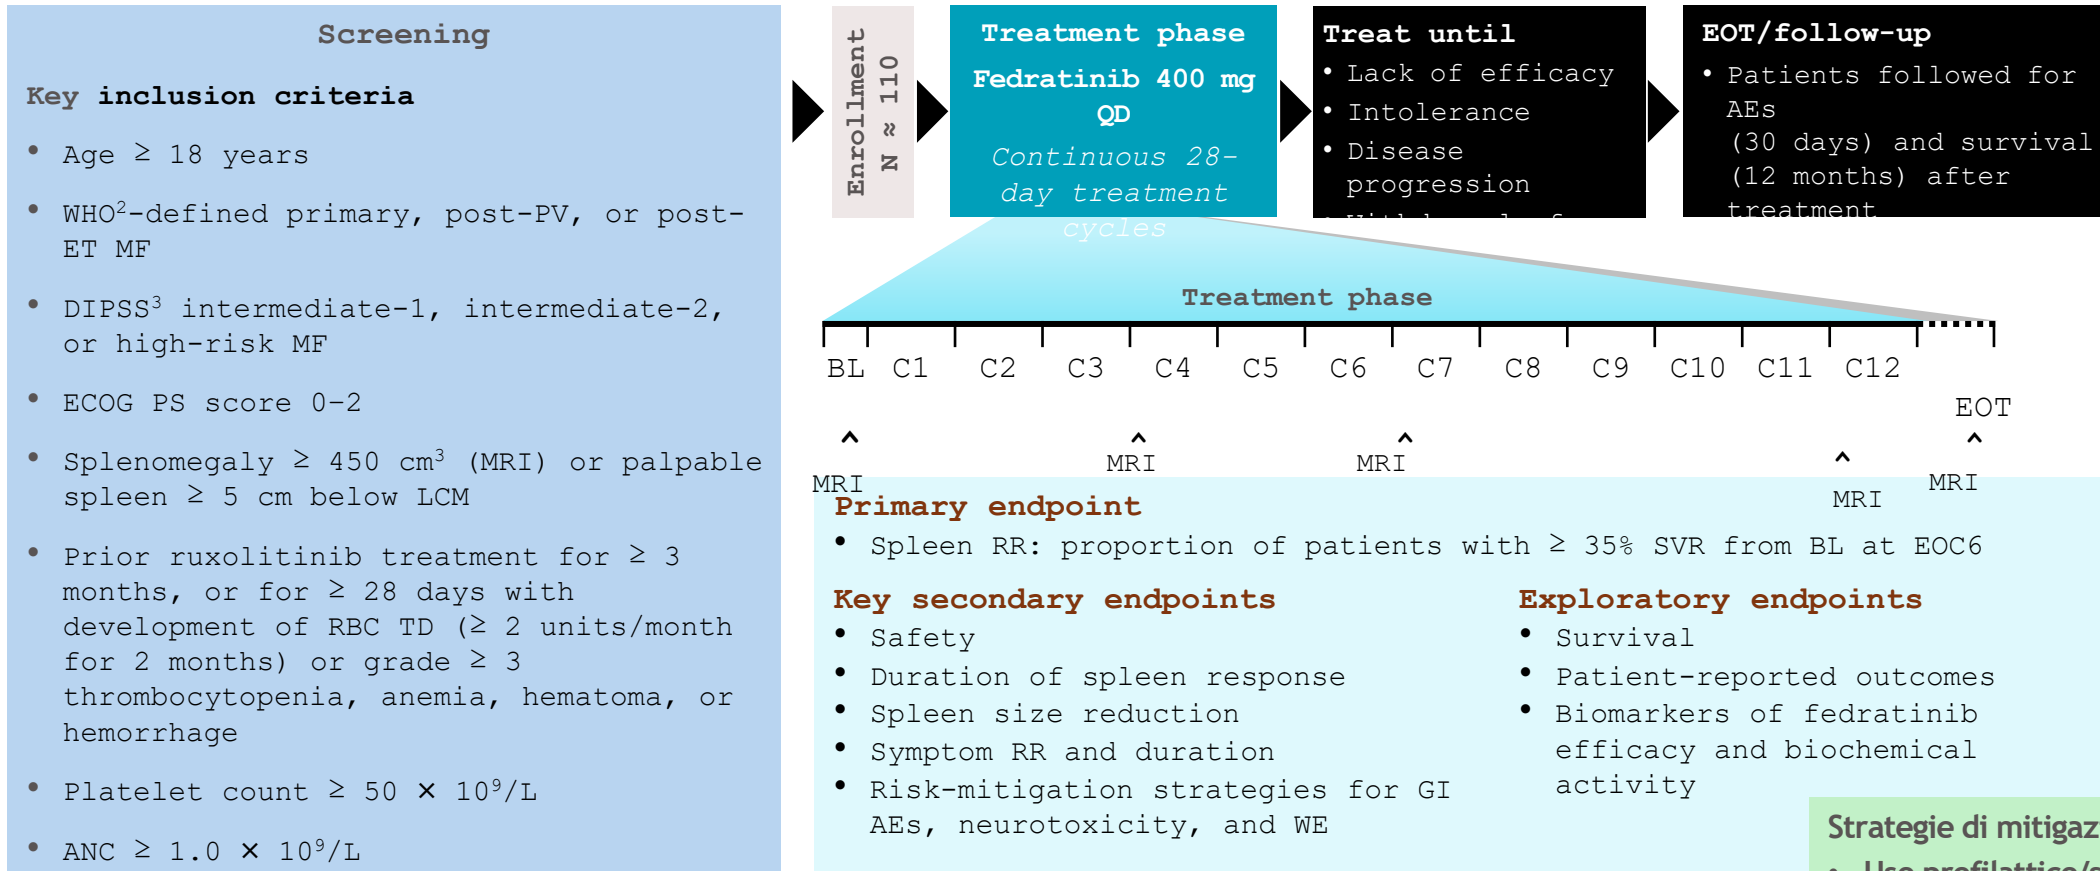 Screening
Key inclusion criteria
• Age ≥ 18 years
• WHO²-defined primary, post-PV, or post-
ET MF
• DIPSS³ intermediate-1, intermediate-2,
or high-risk MF
• ECOG PS score 0–2
• Splenomegaly ≥ 450 cm³ (MRI) or palpable
spleen ≥ 5 cm below LCM
• Prior ruxolitinib treatment for ≥ 3
months, or for ≥ 28 days with
development of RBC TD (≥ 2 units/month
for 2 months) or grade ≥ 3
thrombocytopenia, anemia, hematoma, or
hemorrhage
• Platelet count ≥ 50 × 10⁹/L
• ANC ≥ 1.0 × 10⁹/L
Enrollment
N ≈ 110
Treatment phase
Fedratinib 400 mg
QD
Continuous 28-
day treatment
cycles
Treat until
• Lack of efficacy
• Intolerance
• Disease
progression
EOT/follow-up
• Patients followed for
AEs
(30 days) and survival
(12 months) after
treatment
Treatment phase
BL C1 C2 C3 C4 C5 C6 C7 C8 C9 C10 C11 C12
EOT
^ ^ ^ ^ ^
MRI MRI MRI MRI MRI
Primary endpoint
• Spleen RR: proportion of patients with ≥ 35% SVR from BL at EOC6
Key secondary endpoints
• Safety
• Duration of spleen response
• Spleen size reduction
• Symptom RR and duration
• Risk-mitigation strategies for GI
AEs, neurotoxicity, and WE
Exploratory endpoints
• Survival
• Patient-reported outcomes
• Biomarkers of fedratinib
efficacy and biochemical
activity
Strategie di mitigaz